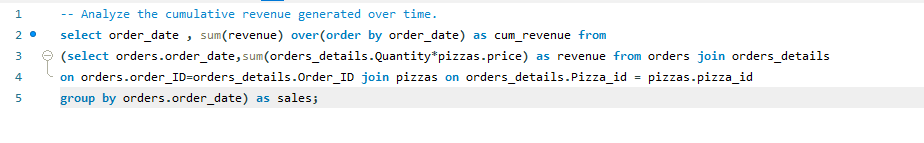 1 -- Analyze the cumulative revenue generated over time.
2 select order_date , sum(revenue) over(order by order_date) as cum_revenue from
3 (select orders.order_date,sum(orders_details.Quantity*pizzas.price) as revenue from orders join orders_details
4 on orders.order_ID=orders_details.Order_ID join pizzas on orders_details.Pizza_id = pizzas.pizza_id
5 group by orders.order_date) as sales;